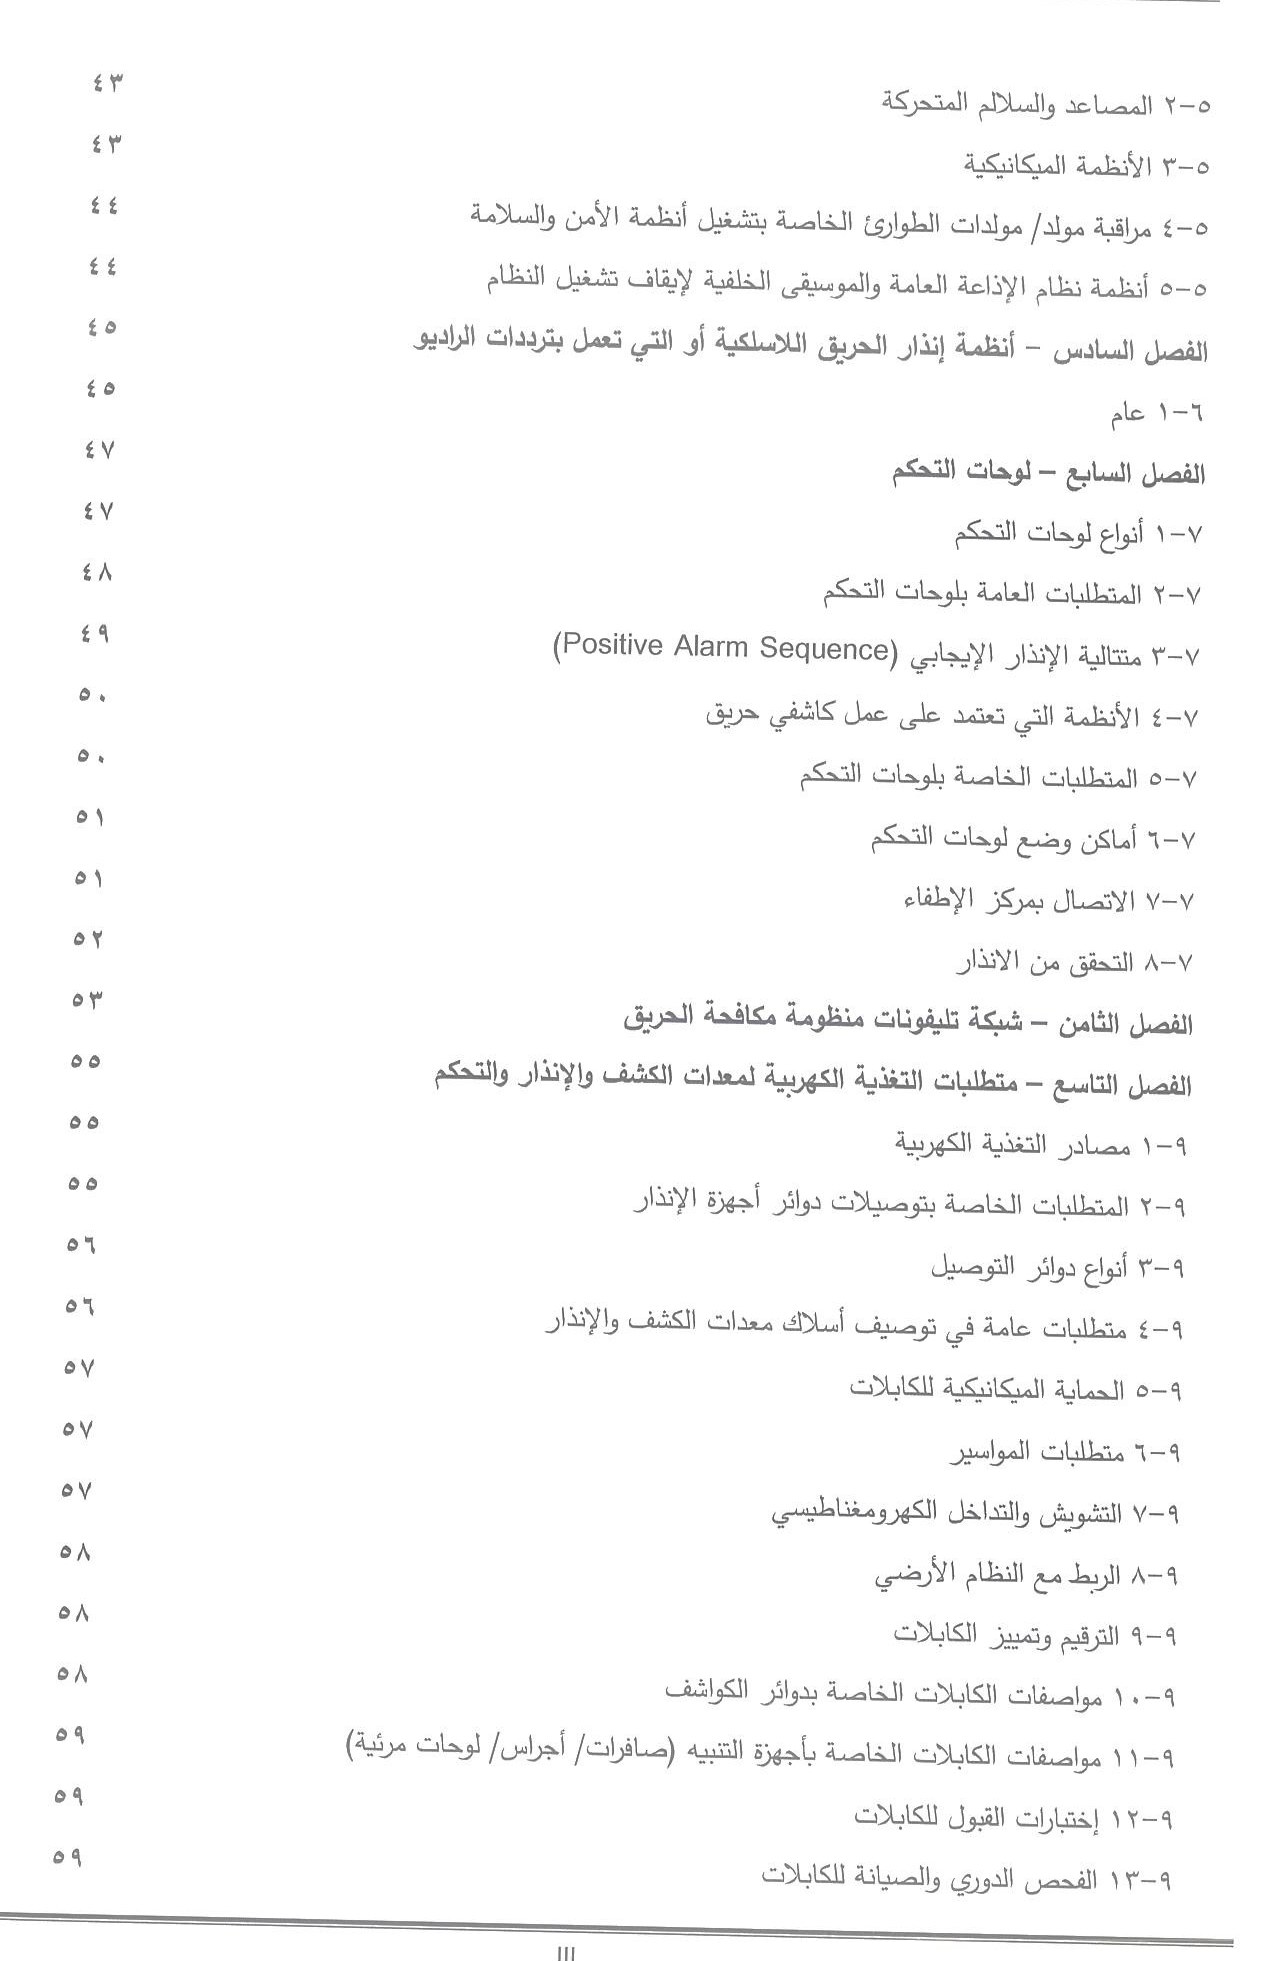 ٥-٢ المصاعد والسلالم المتحركة ٤٣
٥-٣ الأنظمة الميكانيكية ٤٣
٥-٤ مراقبة مولد/ مولدات الطوارئ الخاصة بتشغيل أنظمة الأمن والسلامة ٤٤
٥-٥ أنظمة نظام الإذاعة العامة والموسيقى الخلفية لإيقاف تشغيل النظام ٤٤
الفصل السادس – أنظمة إنذار الحريق اللاسلكية أو التي تعمل بترددات الراديو ٤٥
٦-١ عام ٤٥
الفصل السابع – لوحات التحكم ٤٧
٧-١ أنواع لوحات التحكم ٤٧
٧-٢ المتطلبات العامة بلوحات التحكم ٤٨
٧-٣ متتالية الإنذار الإيجابي (Positive Alarm Sequence) ٤٩
٧-٤ الأنظمة التي تعتمد على عمل كاشفي حريق ٥٠
٧-٥ المتطلبات الخاصة بلوحات التحكم ٥٠
٧-٦ أماكن وضع لوحات التحكم ٥١
٧-٧ الاتصال بمركز الإطفاء ٥١
٧-٨ التحقق من الانذار ٥٢
الفصل الثامن – شبكة تليفونات منظومة مكافحة الحريق ٥٣
الفصل التاسع – متطلبات التغذية الكهربية لمعدات الكشف والإنذار والتحكم ٥٥
٩-١ مصادر التغذية الكهربية ٥٥
٩-٢ المتطلبات الخاصة بتوصيلات دوائر أجهزة الإنذار ٥٥
٩-٣ أنواع دوائر التوصيل ٥٦
٩-٤ متطلبات عامة في توصيف أسلاك معدات الكشف والإنذار ٥٦
٩-٥ الحماية الميكانيكية للكابلات ٥٧
٩-٦ متطلبات المواسير ٥٧
٩-٧ التشويش والتداخل الكهرومغناطيسي ٥٧
٩-٨ الربط مع النظام الأرضي ٥٨
٩-٩ الترقيم وتمييز الكابلات ٥٨
٩-١٠ مواصفات الكابلات الخاصة بدوائر الكواشف ٥٨
٩-١١ مواصفات الكابلات الخاصة بأجهزة التنبيه (صافرات/ أجراس/ لوحات مرئية) ٥٩
٩-١٢ إختبارات القبول للكابلات ٥٩
٩-١٣ الفحص الدوري والصيانة للكابلات ٥٩
III